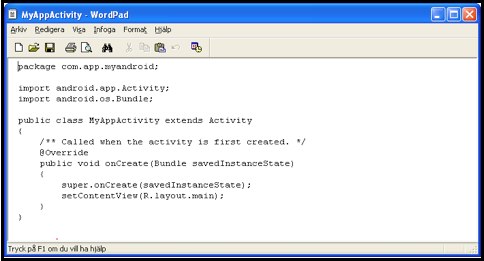 MyAppActivity - WordPad
Arkiv Redigera Visa Infoga Format Hjälp
package com.app.myandroid;

import android.app.Activity;
import android.os.Bundle;

public class MyAppActivity extends Activity
{
    /** Called when the activity is first created. */
    @Override
    public void onCreate(Bundle savedInstanceState)
    {
        super.onCreate(savedInstanceState);
        setContentView(R.layout.main);
    }
}
Tryck på F1 om du vill ha hjälp